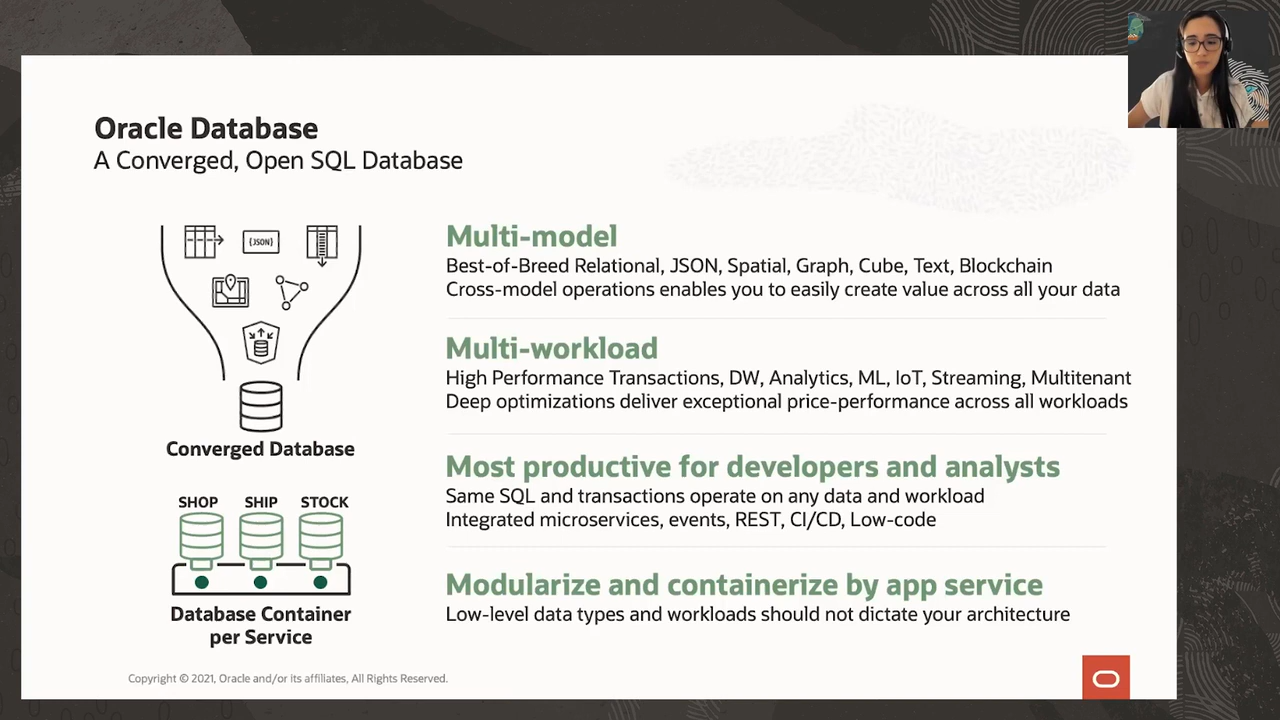 Oracle Database
A Converged, Open SQL Database
{JSON}
Converged Database
SHOP SHIP STOCK
Database Container
per Service
Multi-model
Best-of-Breed Relational, JSON, Spatial, Graph, Cube, Text, Blockchain
Cross-model operations enables you to easily create value across all your data
Multi-workload
High Performance Transactions, DW, Analytics, ML, IoT, Streaming, Multitenant
Deep optimizations deliver exceptional price-performance across all workloads
Most productive for developers and analysts
Same SQL and transactions operate on any data and workload
Integrated microservices, events, REST, CI/CD, Low-code
Modularize and containerize by app service
Low-level data types and workloads should not dictate your architecture
Copyright © 2021, Oracle and/or its affiliates, All Rights Reserved.